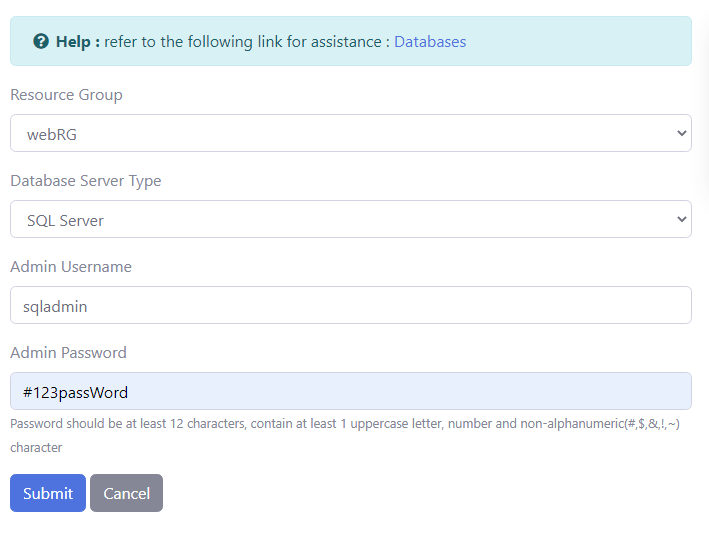 Help : refer to the following link for assistance : Databases
Resource Group
webRG
Database Server Type
SQL Server
Admin Username
sqladmin
Admin Password
#123passWord
Password should be at least 12 characters, contain at least 1 uppercase letter, number and non-alphanumeric(#,$,&,!,~)
character
Submit Cancel